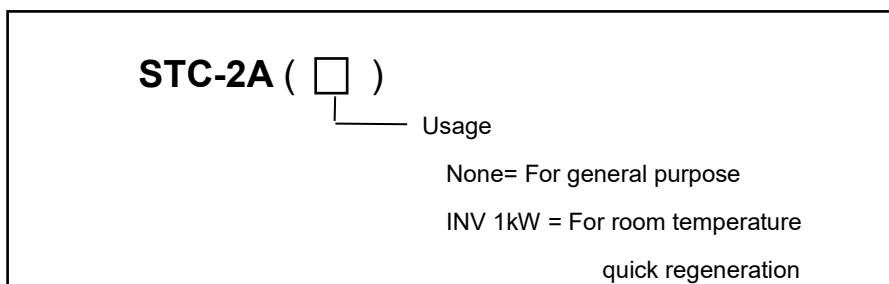 STC-2A ( □ )
Usage
None= For general purpose
INV 1kW = For room temperature
quick regeneration